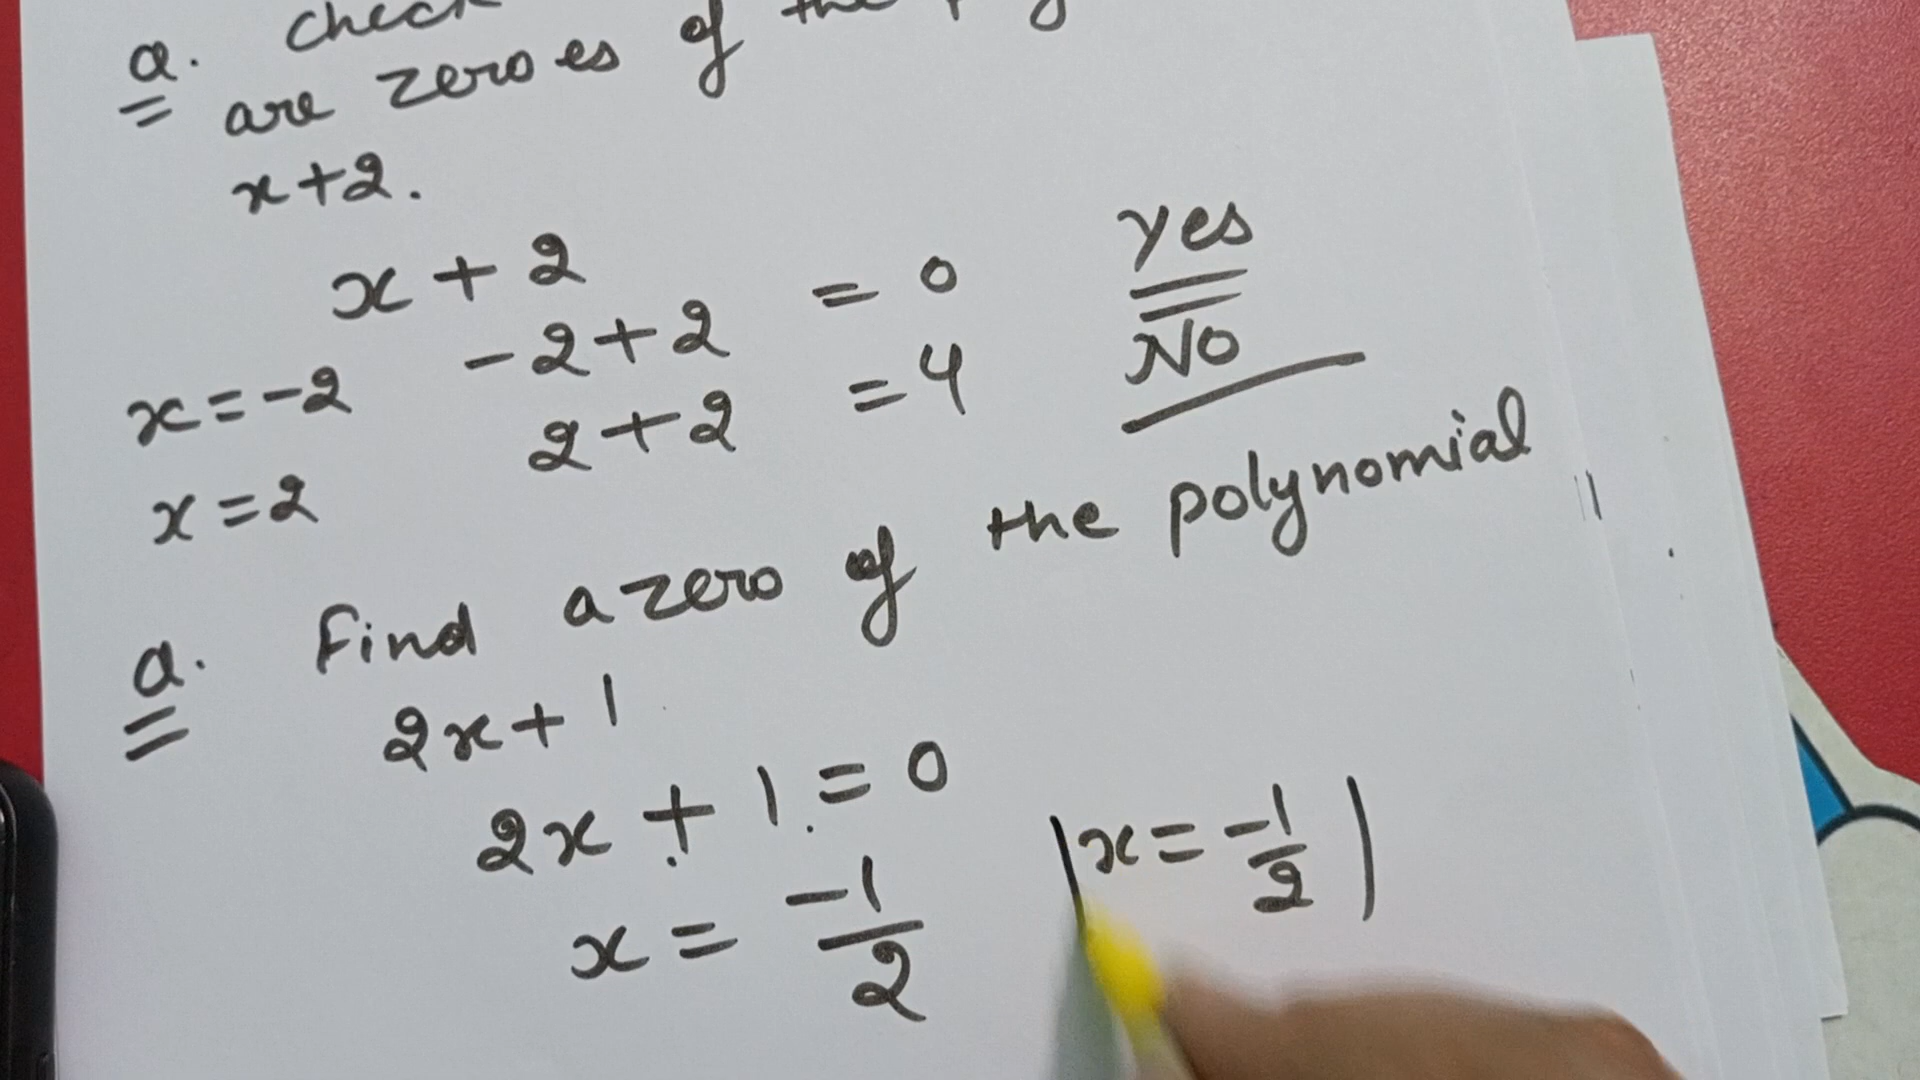 Q. Check
are zeroes of the
x+2.
x + 2
x=-2 -2+2 = 0 Yes
x=2 2+2 =4 NO
Q. Find a zero of the polynomial
2x+1
2x + 1 = 0
x = -1/2 |x = -1/2|